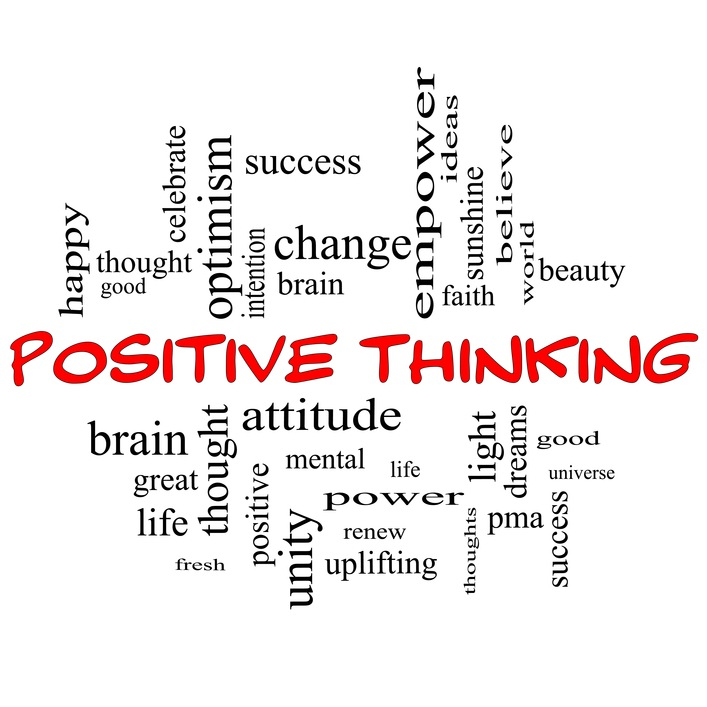 happy
thought
good
celebrate
optimism
intention
success
change
brain
empower
ideas
faith
sunshine
believe
world
beauty
POSITIVE THINKING
brain
great
life
fresh
thought
positive
attitude
mental
life
power
unity
renew
uplifting
thoughts
light
pma
dreams
good
universe
success